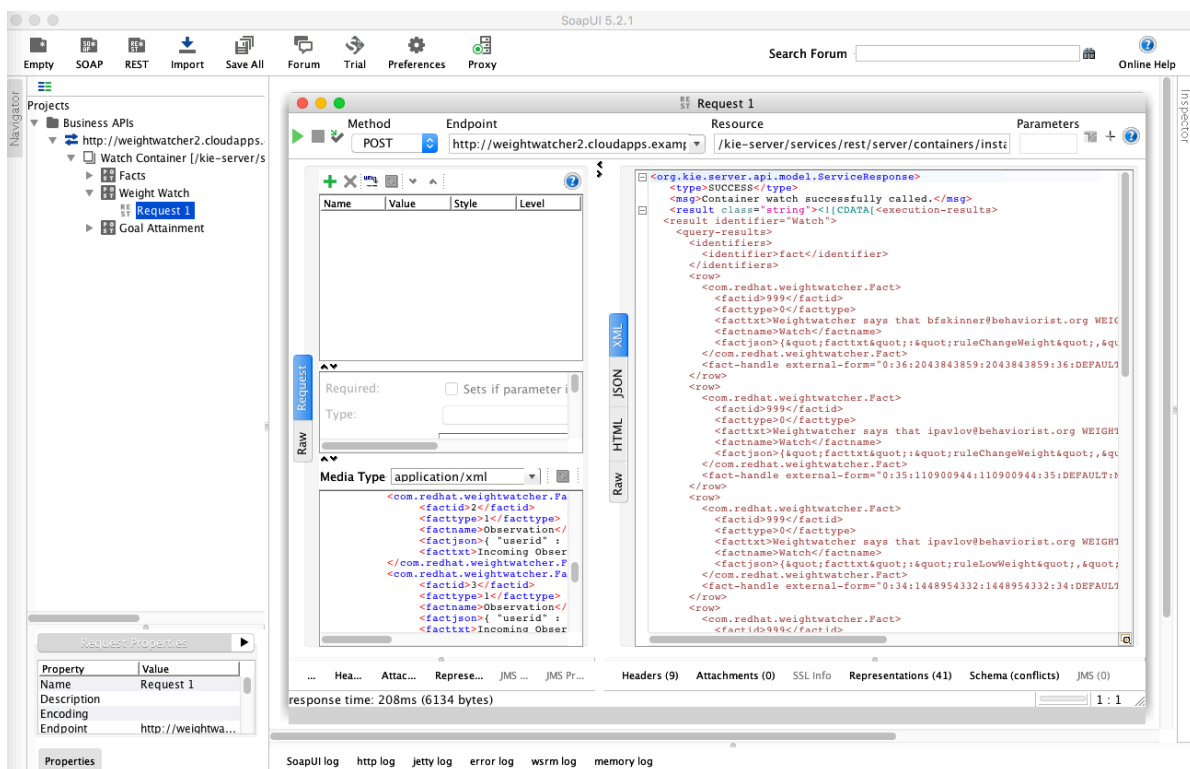 SoapUI 5.2.1
Empty SOAP REST Import Save All Forum Trial Preferences Proxy Search Forum Online Help
Navigator
Projects
Business APIs
http://weightwatcher2.cloudapps.
Watch Container [/kie-server/s
Facts
Weight Watch
REST Request 1
Goal Attainment
Request Properties
Property Value
Name Request 1
Description
Encoding
Endpoint http://weightwa...
Properties
REST Request 1
Method Endpoint Resource Parameters
POST http://weightwatcher2.cloudapps.examp /kie-server/services/rest/server/containers/insta
Request
Raw
Name Value Style Level
Required: Sets if parameter i
Type:
Media Type application/xml
<com.redhat.weightwatcher.Fa
<factid>2</factid>
<facttype>1</facttype>
<factname>Observation</
<factjson>{ "userid" :
<facttxt>Incoming Obser
</com.redhat.weightwatcher.F
<com.redhat.weightwatcher.Fa
<factid>3</factid>
<facttype>1</facttype>
<factname>Observation</
<factjson>{ "userid" :
<facttxt>Incoming Obser
... Hea... Attac... Represe... JMS ... JMS Pr...
XML
JSON
HTML
Raw
<org.kie.server.api.model.ServiceResponse>
<type>SUCCESS</type>
<msg>Container watch successfully called.</msg>
<result class="string"><![CDATA[<execution-results>
<result identifier="Watch">
<query-results>
<identifiers>
<identifier>fact</identifier>
</identifiers>
<row>
<com.redhat.weightwatcher.Fact>
<factid>999</factid>
<facttype>0</facttype>
<facttxt>Weightwatcher says that bfskinner@behaviorist.org WEIG
<factname>Watch</factname>
<factjson>{&quot;facttxt&quot;:&quot;ruleChangeWeight&quot;,&qu
</com.redhat.weightwatcher.Fact>
<fact-handle external-form="0:36:2043843859:2043843859:36:DEFAULT
</row>
<row>
<com.redhat.weightwatcher.Fact>
<factid>999</factid>
<facttype>0</facttype>
<facttxt>Weightwatcher says that ipavlov@behaviorist.org WEIGHT
<factname>Watch</factname>
<factjson>{&quot;facttxt&quot;:&quot;ruleChangeWeight&quot;,&qu
</com.redhat.weightwatcher.Fact>
<fact-handle external-form="0:35:110900944:110900944:35:DEFAULT:N
</row>
<row>
<com.redhat.weightwatcher.Fact>
<factid>999</factid>
<facttype>0</facttype>
<facttxt>Weightwatcher says that ipavlov@behaviorist.org WEIGHT
<factname>Watch</factname>
<factjson>{&quot;facttxt&quot;:&quot;ruleLowWeight&quot;,&quot;
</com.redhat.weightwatcher.Fact>
<fact-handle external-form="0:34:1448954332:1448954332:34:DEFAULT
</row>
<row>
<com.redhat.weightwatcher.Fact>
<factid>999</factid>
Headers (9) Attachments (0) SSL Info Representations (41) Schema (conflicts) JMS (0)
response time: 208ms (6134 bytes) 1 : 1
Inspector
SoapUI log http log jetty log error log wsrm log memory log